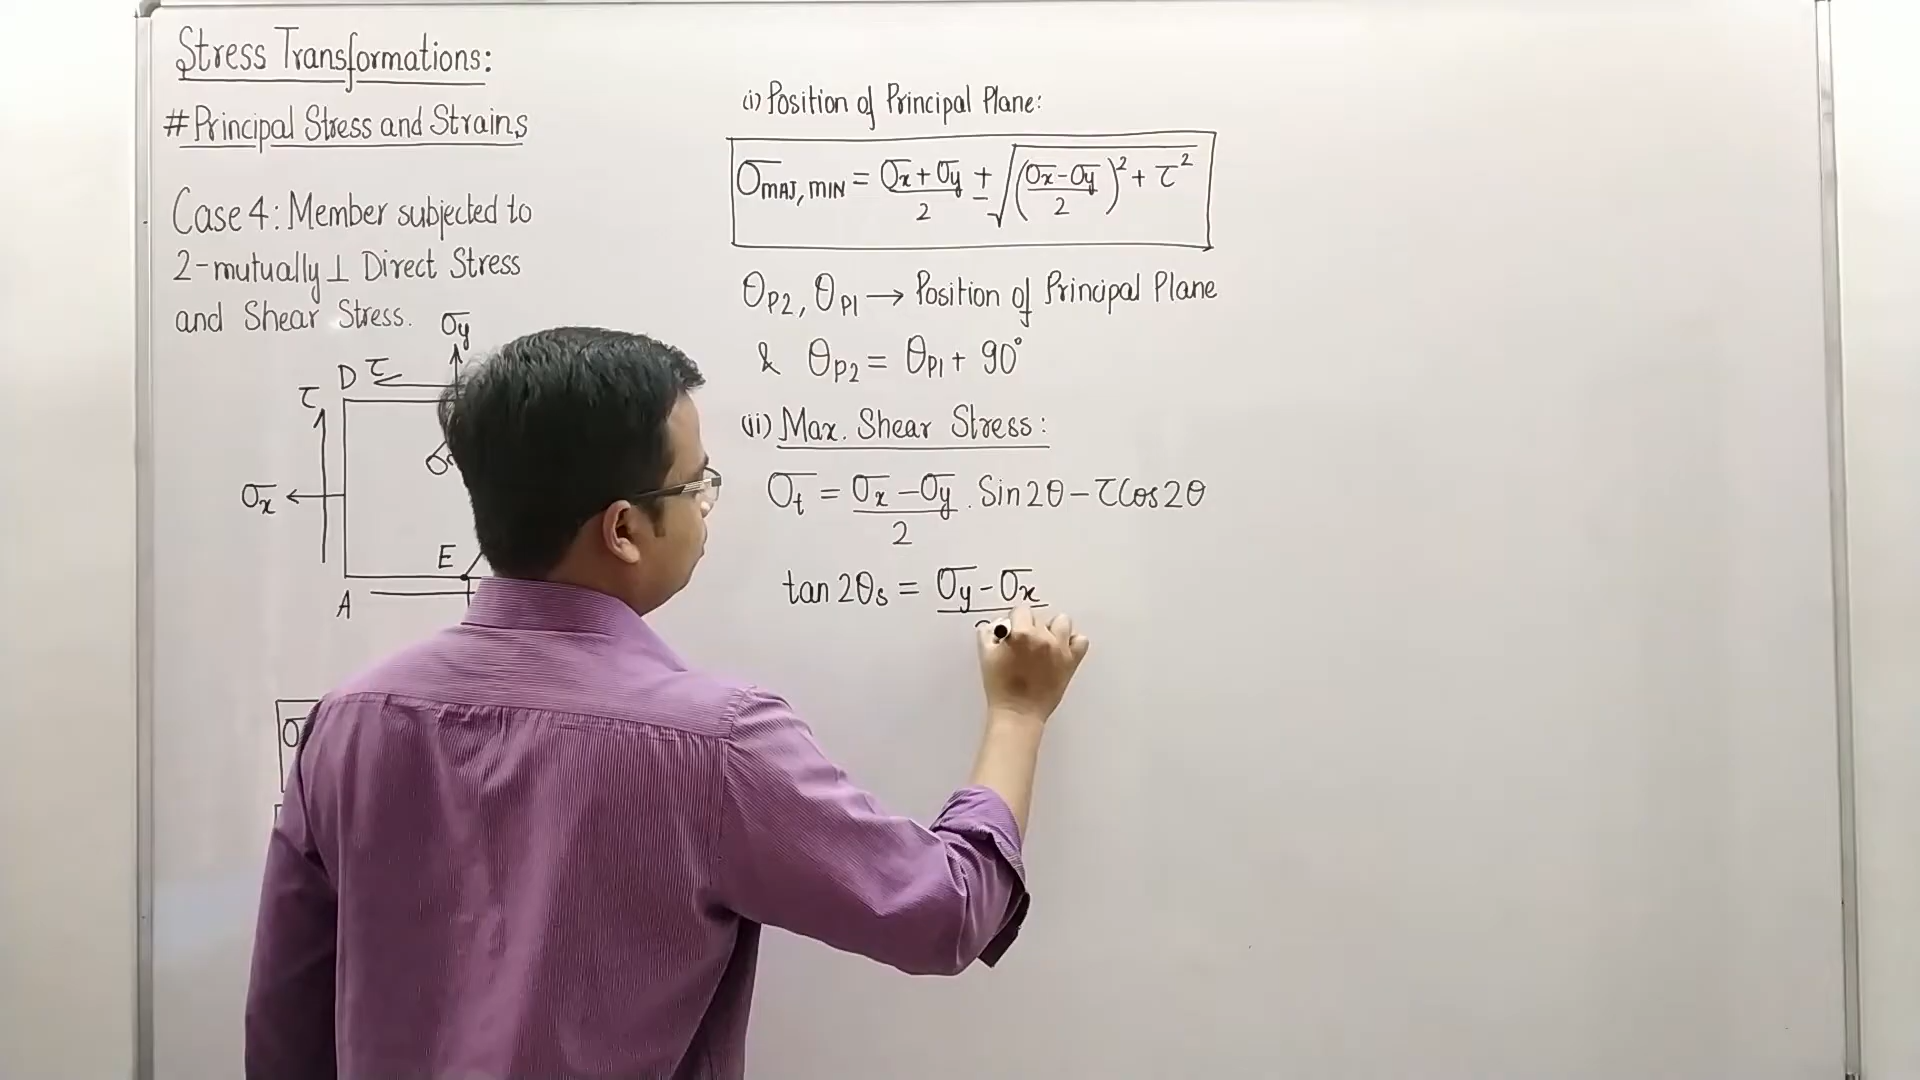 Stress Transformations:
# Principal Stress and Strains
Case 4: Member subjected to
2-mutually ⊥ Direct Stress
and Shear Stress.
σy
D τ
τ
σx
E
A
(i) Position of Principal Plane:
σMAJ, MIN = (σx + σy)/2 ± √(((σx - σy)/2)² + τ²)
θP2, θP1 → Position of Principal Plane
& θP2 = θP1 + 90°
(ii) Max. Shear Stress:
σt = (σx - σy)/2 . Sin2θ - τCos2θ
tan 2θs = σy - σx